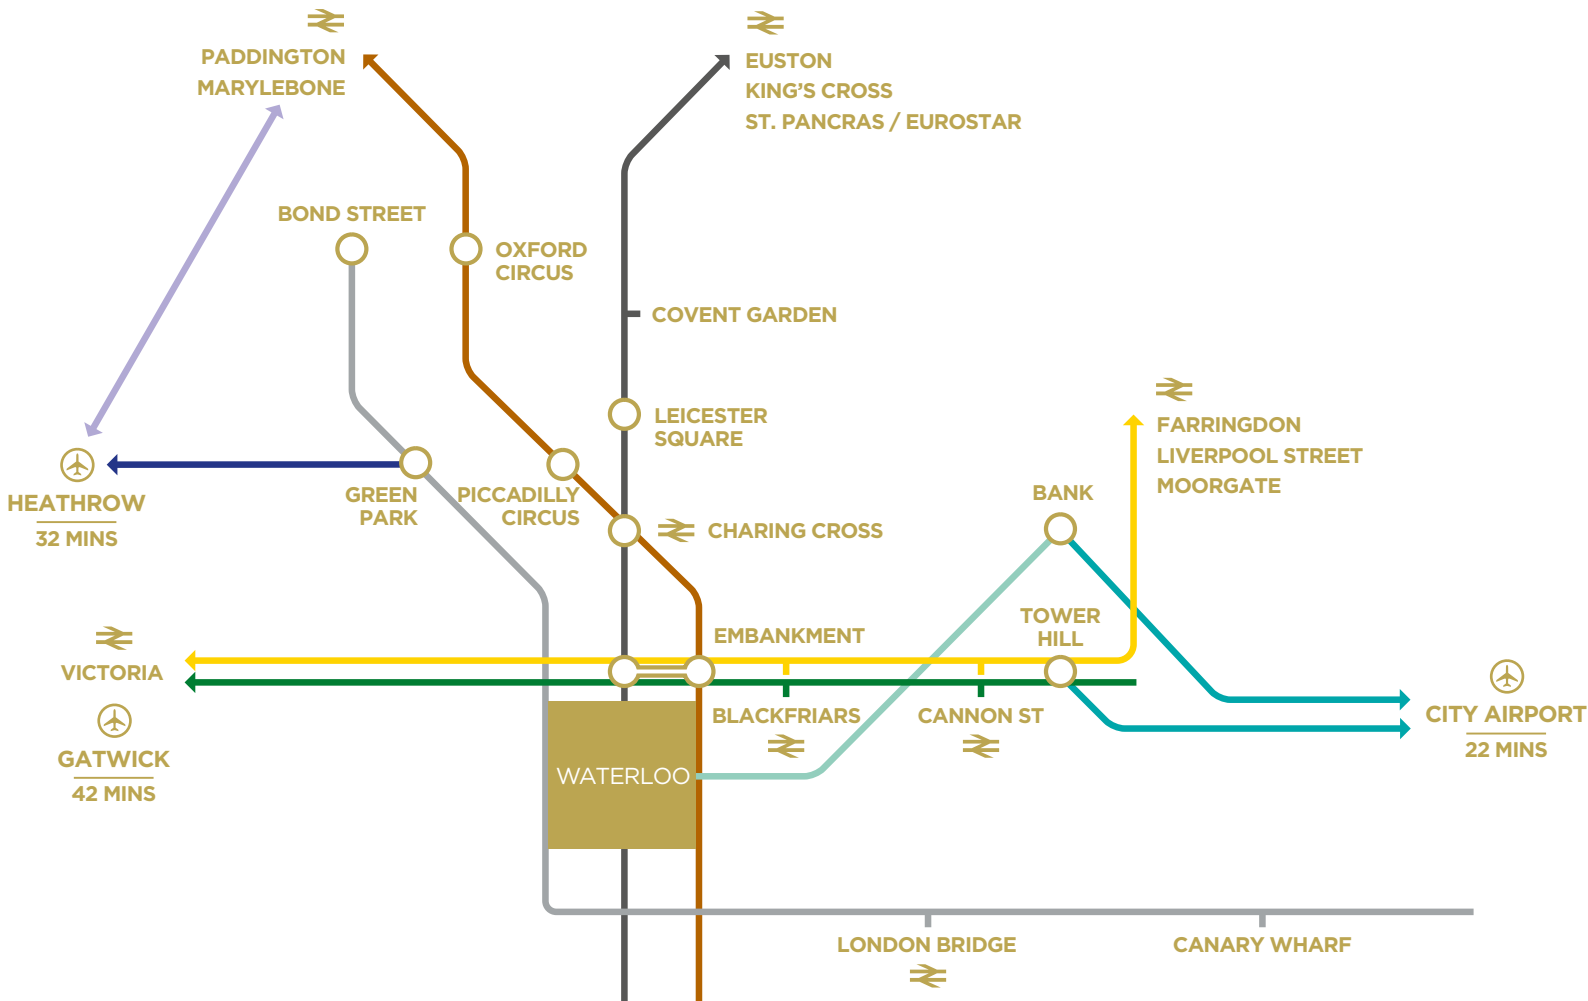 PADDINGTON
MARYLEBONE
EUSTON
KING'S CROSS
ST. PANCRAS / EUROSTAR
BOND STREET
OXFORD
CIRCUS
COVENT GARDEN
LEICESTER
SQUARE
FARRINGDON
LIVERPOOL STREET
MOORGATE
HEATHROW
32 MINS
GREEN
PARK
PICCADILLY
CIRCUS
CHARING CROSS
BANK
TOWER
HILL
EMBANKMENT
VICTORIA
BLACKFRIARS
CANNON ST
CITY AIRPORT
22 MINS
GATWICK
42 MINS
WATERLOO
LONDON BRIDGE
CANARY WHARF